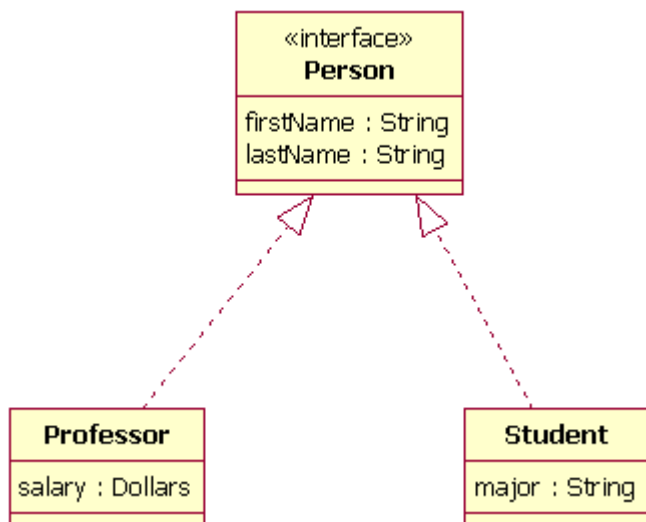 «interface»
Person
firstName : String
lastName : String
Professor
salary : Dollars
Student
major : String